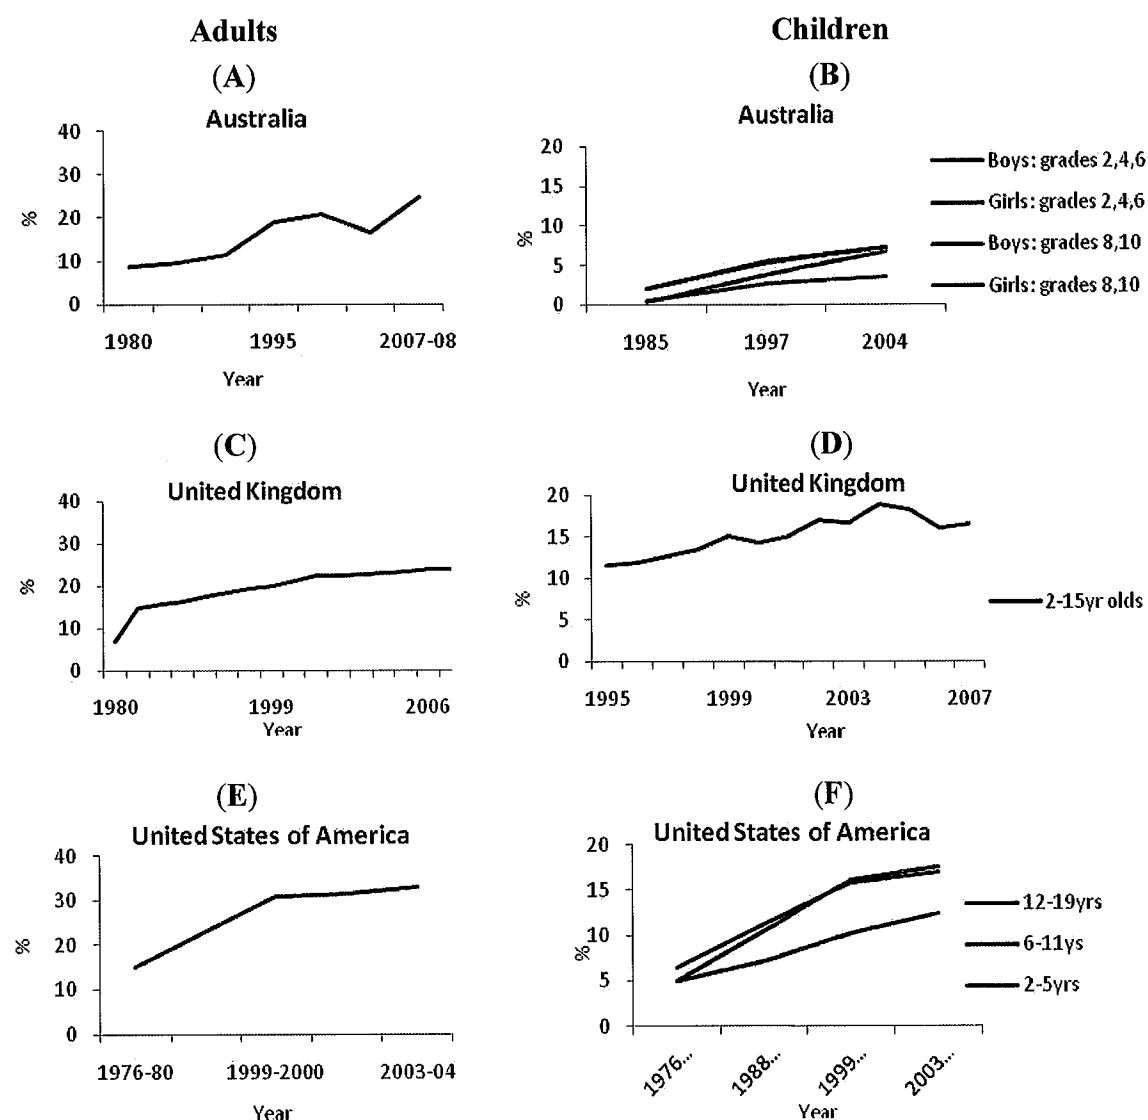 Adults
(A)
Australia
40
30
20
10
0
%
1980 1995 2007-08
Year
Children
(B)
Australia
20
15
10
5
0
%
1985 1997 2004
Year
Boys: grades 2,4,6
Girls: grades 2,4,6
Boys: grades 8,10
Girls: grades 8,10
(C)
United Kingdom
40
30
20
10
0
%
1980 1999 2006
Year
(D)
United Kingdom
20
15
10
5
0
%
1995 1999 2003 2007
Year
2-15yr olds
(E)
United States of America
40
30
20
10
0
%
1976-80 1999-2000 2003-04
Year
(F)
United States of America
20
15
10
5
0
%
1976... 1988... 1999... 2003...
Year
12-19yrs
6-11ys
2-5yrs